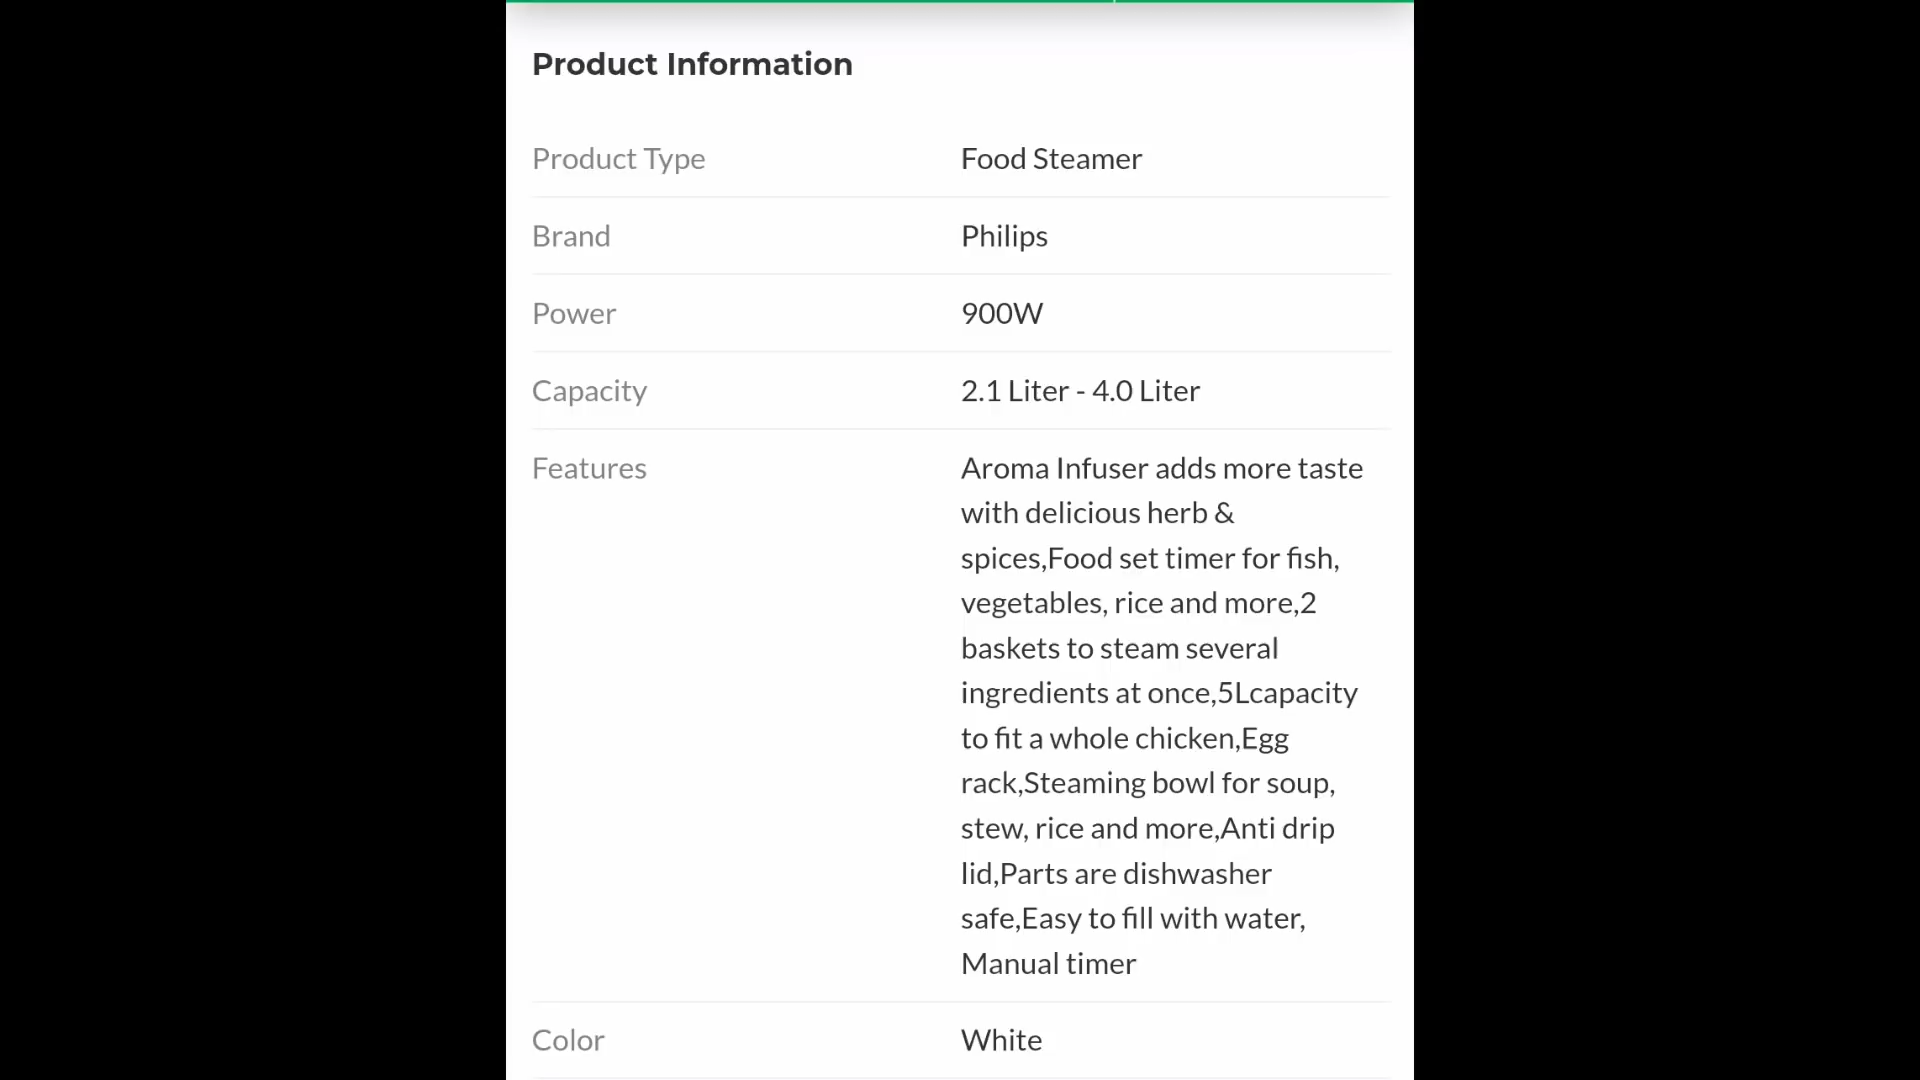 Product Information
Product Type Food Steamer
Brand Philips
Power 900W
Capacity 2.1 Liter - 4.0 Liter
Features Aroma Infuser adds more taste
with delicious herb &
spices,Food set timer for fish,
vegetables, rice and more,2
baskets to steam several
ingredients at once,5Lcapacity
to fit a whole chicken,Egg
rack,Steaming bowl for soup,
stew, rice and more,Anti drip
lid,Parts are dishwasher
safe,Easy to fill with water,
Manual timer
Color White